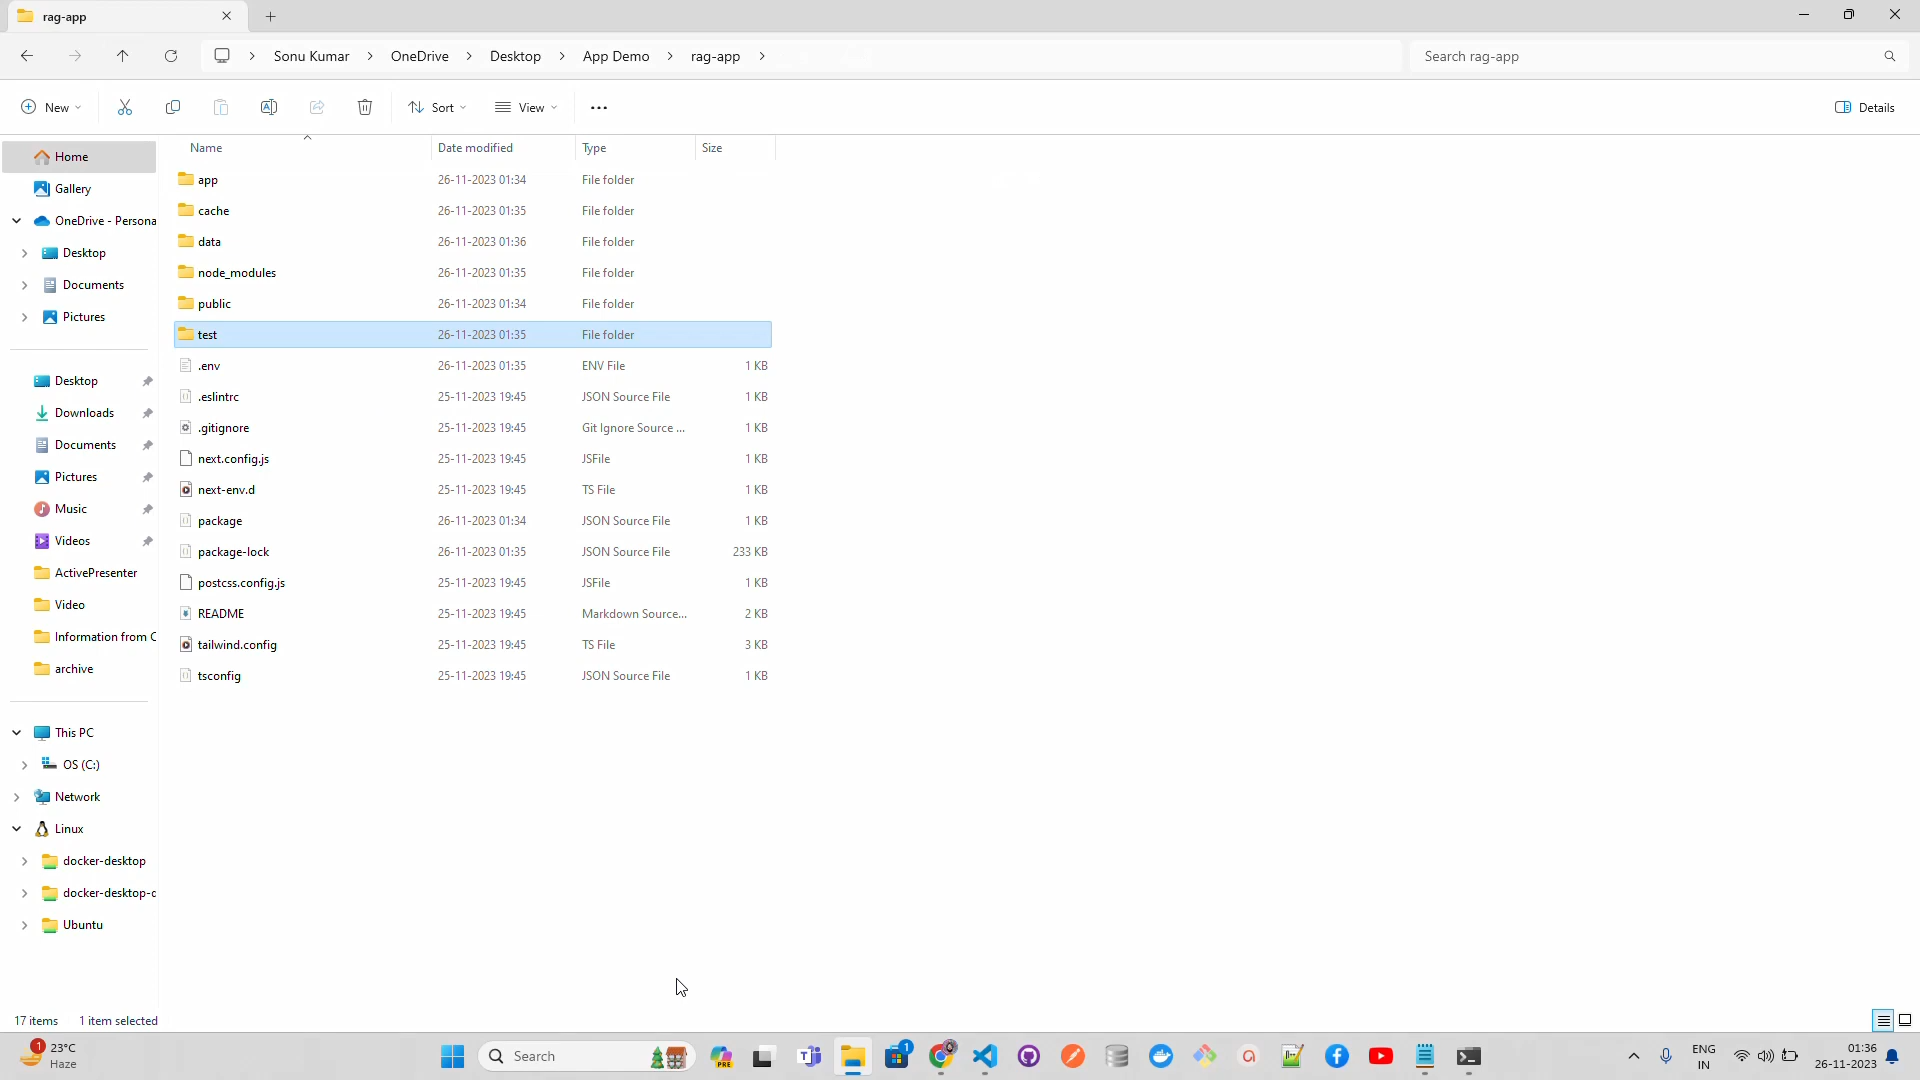 rag-app
Sonu Kumar > OneDrive > Desktop > App Demo > rag-app >
Search rag-app
New
Sort
View
Details
Name
Date modified
Type
Size
app 26-11-2023 01:34 File folder
cache 26-11-2023 01:35 File folder
data 26-11-2023 01:36 File folder
node_modules 26-11-2023 01:35 File folder
public 26-11-2023 01:34 File folder
test 26-11-2023 01:35 File folder
.env 26-11-2023 01:35 ENV File 1 KB
.eslintrc 25-11-2023 19:45 JSON Source File 1 KB
.gitignore 25-11-2023 19:45 Git Ignore Source ... 1 KB
next.config.js 25-11-2023 19:45 JSFile 1 KB
next-env.d 25-11-2023 19:45 TS File 1 KB
package 26-11-2023 01:34 JSON Source File 1 KB
package-lock 26-11-2023 01:35 JSON Source File 233 KB
postcss.config.js 25-11-2023 19:45 JSFile 1 KB
README 25-11-2023 19:45 Markdown Source... 2 KB
tailwind.config 25-11-2023 19:45 TS File 3 KB
tsconfig 25-11-2023 19:45 JSON Source File 1 KB
Home
Gallery
OneDrive - Persona
Desktop
Documents
Pictures
Desktop
Downloads
Documents
Pictures
Music
Videos
ActivePresenter
Video
Information from C
archive
This PC
OS (C:)
Network
Linux
docker-desktop
docker-desktop-d
Ubuntu
17 items 1 item selected
1
23°C
Haze
Search
PRE
1
ENG
IN
01:36
26-11-2023